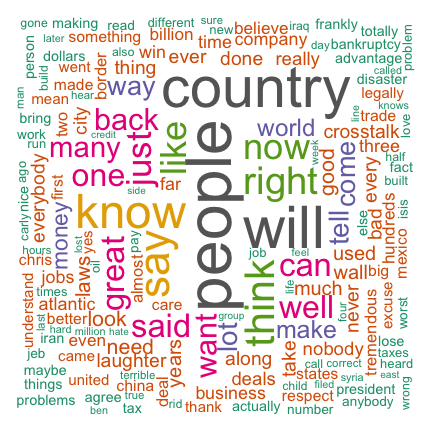 gone making read different sure iraq frankly totally
person later something also billion new believe bankruptcy problem
dollars went win ever time company day called advantage
build man mean made thing done really disaster
bring hear border way country legally knows
work city back world trade love
run two many just like now line crosstalk
credit one far right week good come three
carly nice ago everybody first side half fact
money know people will tell else bad every built
hours chris yes lost say hundreds isis
understand jobs laws oil great almost pay think job feel can used mexico
times atlantic care life wall big excuse
last better look said want lot much well never tremendous worst
hard million hate group four
iran even need years make nobody lose
jeb came laughter along take taxes
maybe united terrible deal deals call correct states heard
things china child filed syria president east wrong
problems agree true rid business respect anybody
ben tax thank actually number